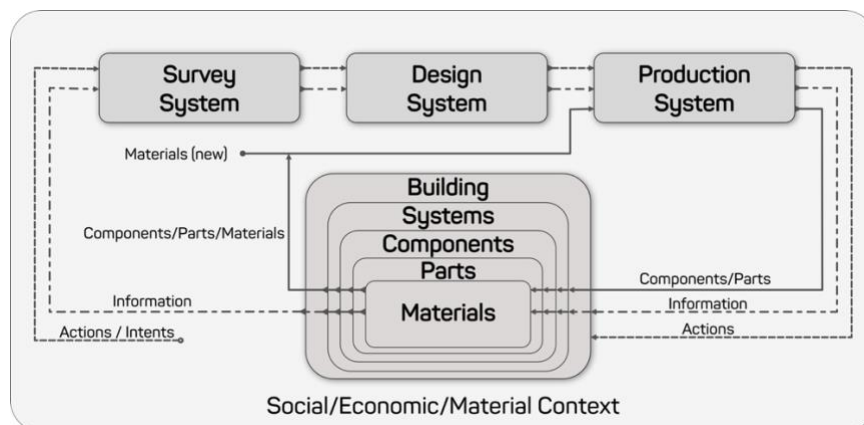 Survey
System
Design
System
Production
System
Materials (new)
Building
Systems
Components/Parts/Materials
Components
Parts
Components/Parts
Information
Materials
Information
Actions / Intents
Actions
Social/Economic/Material Context